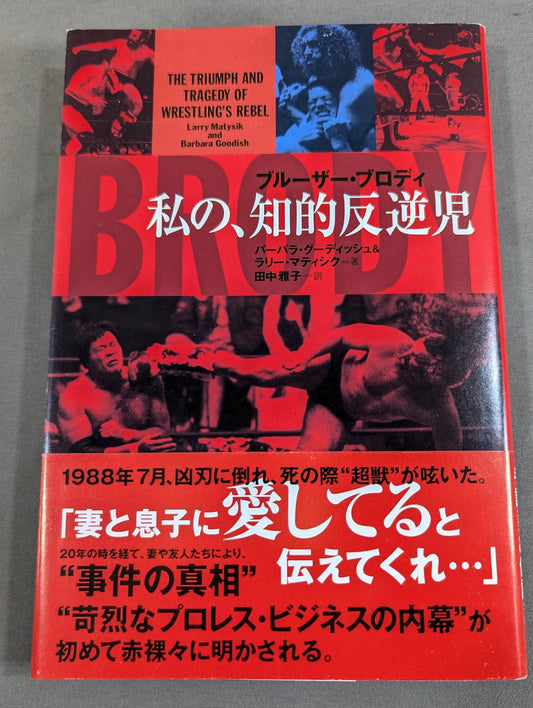 THE TRIUMPH AND
TRAGEDY OF
WRESTLING'S REBEL
Larry Matysik
and
Barbara Goodish
BRODY
ブルーザー・ブロディ
私の、知的反逆児
バーバラ・グーディッシュ&
ラリー・マティシク＝著
田中雅子＝訳
1988年7月、凶刃に倒れ、死の際“超獣”が呟いた。
「妻と息子に愛してると
伝えてくれ…」
20年の時を経て、妻や友人たちにより、
“事件の真相”
“苛烈なプロレス・ビジネスの内幕”が
初めて赤裸々に明かされる。